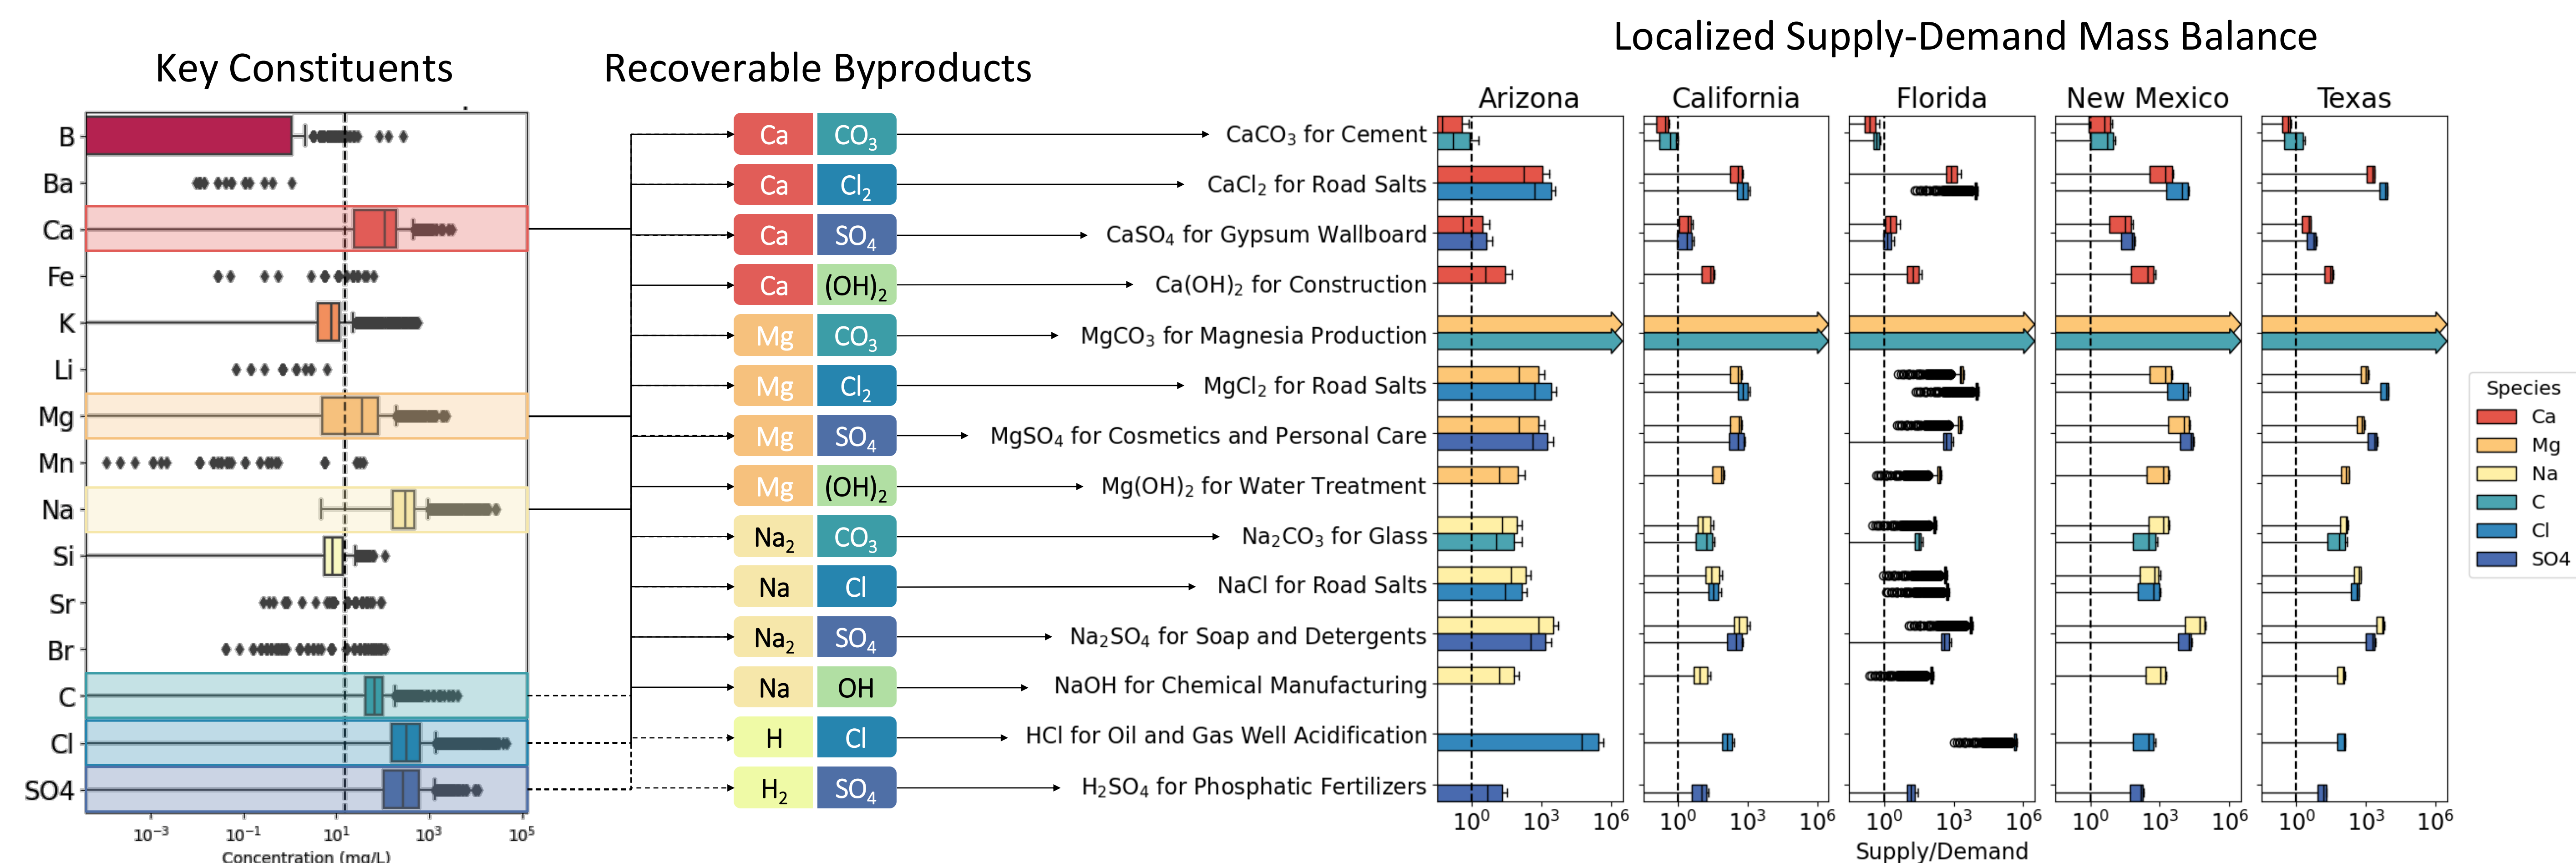 Localized Supply-Demand Mass Balance
Key Constituents
Recoverable Byproducts
Arizona
California
Florida
New Mexico
Texas
B
Ba
Ca
Fe
K
Li
Mg
Mn
Na
Si
Sr
Br
C
Cl
SO4
10⁻³ 10⁻¹ 10¹ 10³ 10⁵
Concentration (mg/L)
Ca CO₃ CaCO₃ for Cement
Ca Cl₂ CaCl₂ for Road Salts
Ca SO₄ CaSO₄ for Gypsum Wallboard
Ca (OH)₂ Ca(OH)₂ for Construction
Mg CO₃ MgCO₃ for Magnesia Production
Mg Cl₂ MgCl₂ for Road Salts
Mg SO₄ MgSO₄ for Cosmetics and Personal Care
Mg (OH)₂ Mg(OH)₂ for Water Treatment
Na₂ CO₃ Na₂CO₃ for Glass
Na Cl NaCl for Road Salts
Na₂ SO₄ Na₂SO₄ for Soap and Detergents
Na OH NaOH for Chemical Manufacturing
H Cl HCl for Oil and Gas Well Acidification
H₂ SO₄ H₂SO₄ for Phosphatic Fertilizers
10⁰ 10³ 10⁶
10⁰ 10³
10⁰ 10³ 10⁶
10⁰ 10³ 10⁶
10⁰ 10³ 10⁶
Supply/Demand
Species
Ca
Mg
Na
C
Cl
SO4